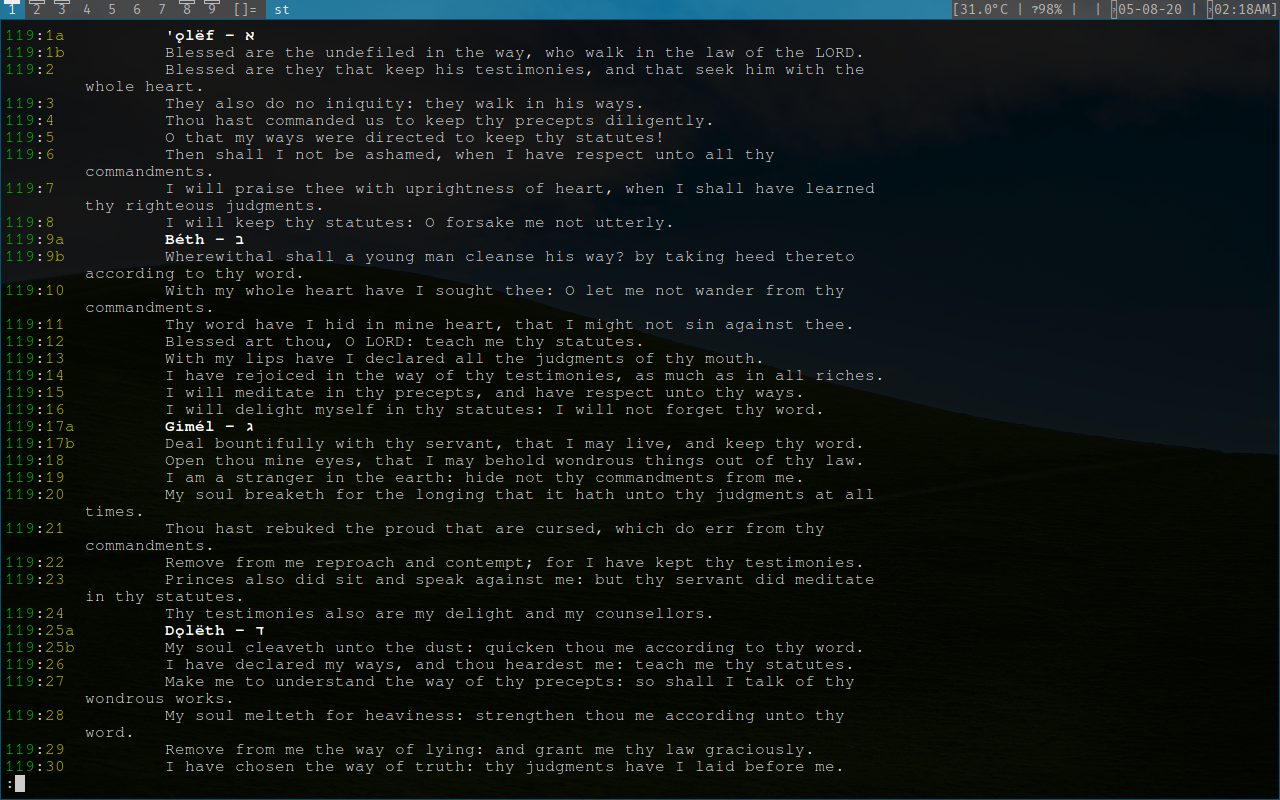 1 2 3 4 5 6 7 8 9 []= st [31.0°C | ?98% | | 05-08-20 | 02:18AM]
119:1a 'Ǫlëf – א
119:1b Blessed are the undefiled in the way, who walk in the law of the LORD.
119:2 Blessed are they that keep his testimonies, and that seek him with the
whole heart.
119:3 They also do no iniquity: they walk in his ways.
119:4 Thou hast commanded us to keep thy precepts diligently.
119:5 O that my ways were directed to keep thy statutes!
119:6 Then shall I not be ashamed, when I have respect unto all thy
commandments.
119:7 I will praise thee with uprightness of heart, when I shall have learned
thy righteous judgments.
119:8 I will keep thy statutes: O forsake me not utterly.
119:9a Béth – ב
119:9b Wherewithal shall a young man cleanse his way? by taking heed thereto
according to thy word.
119:10 With my whole heart have I sought thee: O let me not wander from thy
commandments.
119:11 Thy word have I hid in mine heart, that I might not sin against thee.
119:12 Blessed art thou, O LORD: teach me thy statutes.
119:13 With my lips have I declared all the judgments of thy mouth.
119:14 I have rejoiced in the way of thy testimonies, as much as in all riches.
119:15 I will meditate in thy precepts, and have respect unto thy ways.
119:16 I will delight myself in thy statutes: I will not forget thy word.
119:17a Gimél – ג
119:17b Deal bountifully with thy servant, that I may live, and keep thy word.
119:18 Open thou mine eyes, that I may behold wondrous things out of thy law.
119:19 I am a stranger in the earth: hide not thy commandments from me.
119:20 My soul breaketh for the longing that it hath unto thy judgments at all
times.
119:21 Thou hast rebuked the proud that are cursed, which do err from thy
commandments.
119:22 Remove from me reproach and contempt; for I have kept thy testimonies.
119:23 Princes also did sit and speak against me: but thy servant did meditate
in thy statutes.
119:24 Thy testimonies also are my delight and my counsellors.
119:25a Dǫlëth – ד
119:25b My soul cleaveth unto the dust: quicken thou me according to thy word.
119:26 I have declared my ways, and thou heardest me: teach me thy statutes.
119:27 Make me to understand the way of thy precepts: so shall I talk of thy
wondrous works.
119:28 My soul melteth for heaviness: strengthen thou me according unto thy
word.
119:29 Remove from me the way of lying: and grant me thy law graciously.
119:30 I have chosen the way of truth: thy judgments have I laid before me.
: